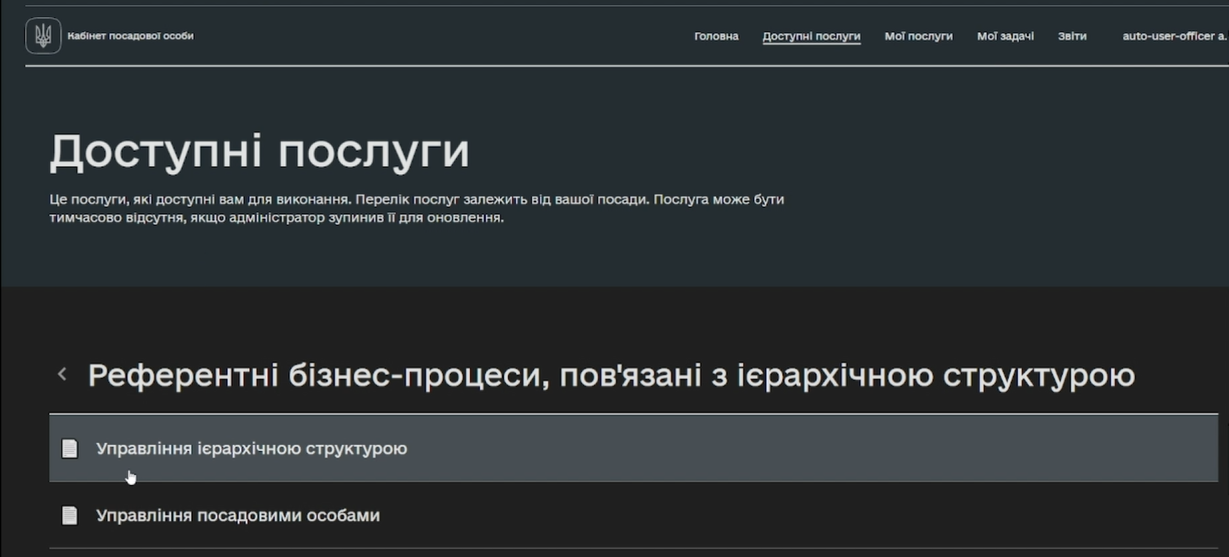 Кабінет посадової особи
Головна
Доступні послуги
Мої послуги
Мої задачі
Звіти
auto-user-officer a.
Доступні послуги
Це послуги, які доступні вам для виконання. Перелік послуг залежить від вашої посади. Послуга може бути
тимчасово відсутня, якщо адміністратор зупинив її для оновлення.
Референтні бізнес-процеси, пов'язані з ієрархічною структурою
Управління ієрархічною структурою
Управління посадовими особами